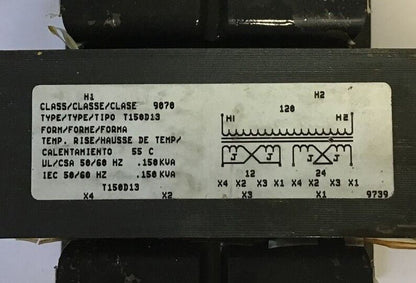 H1
H2
CLASS/CLASSE/CLASE 9070
TYPE/TYPE/TIPO T150D13
FORM/FORME/FORMA
TEMP. RISE/HAUSSE DE TEMP/
CALENTAMIENTO 55 C
UL/CSA 50/60 HZ .150KVA
IEC 50/60 HZ .150KVA
T150D13
X4 X2
120
H1 H2
J J
12 24
X4 X2 X3 X1 X4 X2 X3 X1
X3 X1
9739